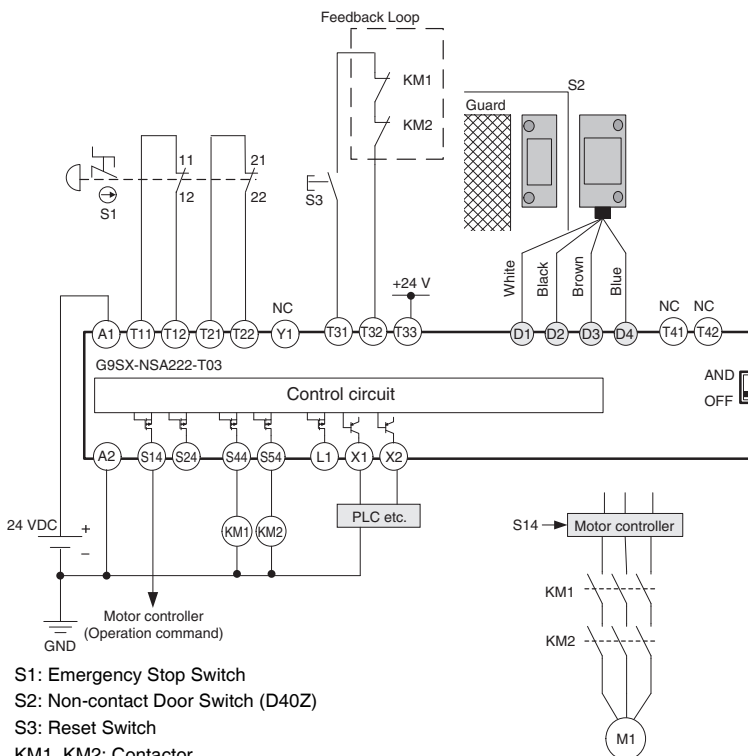 Feedback Loop
KM1
KM2
S2
Guard
11
12
21
22
S1
S3
White
Black
Brown
Blue
+24 V
NC
NC NC
A1 T11 T12 T21 T22 Y1 T31 T32 T33 D1 D2 D3 D4 T41 T42
G9SX-NSA222-T03
Control circuit
AND
OFF
A2 S14 S24 S44 S54 L1 X1 X2
24 VDC
+
–
KM1 KM2
PLC etc.
GND
Motor controller
(Operation command)
S14
Motor controller
KM1
KM2
M1
S1: Emergency Stop Switch
S2: Non-contact Door Switch (D40Z)
S3: Reset Switch
KM1, KM2: Contactor